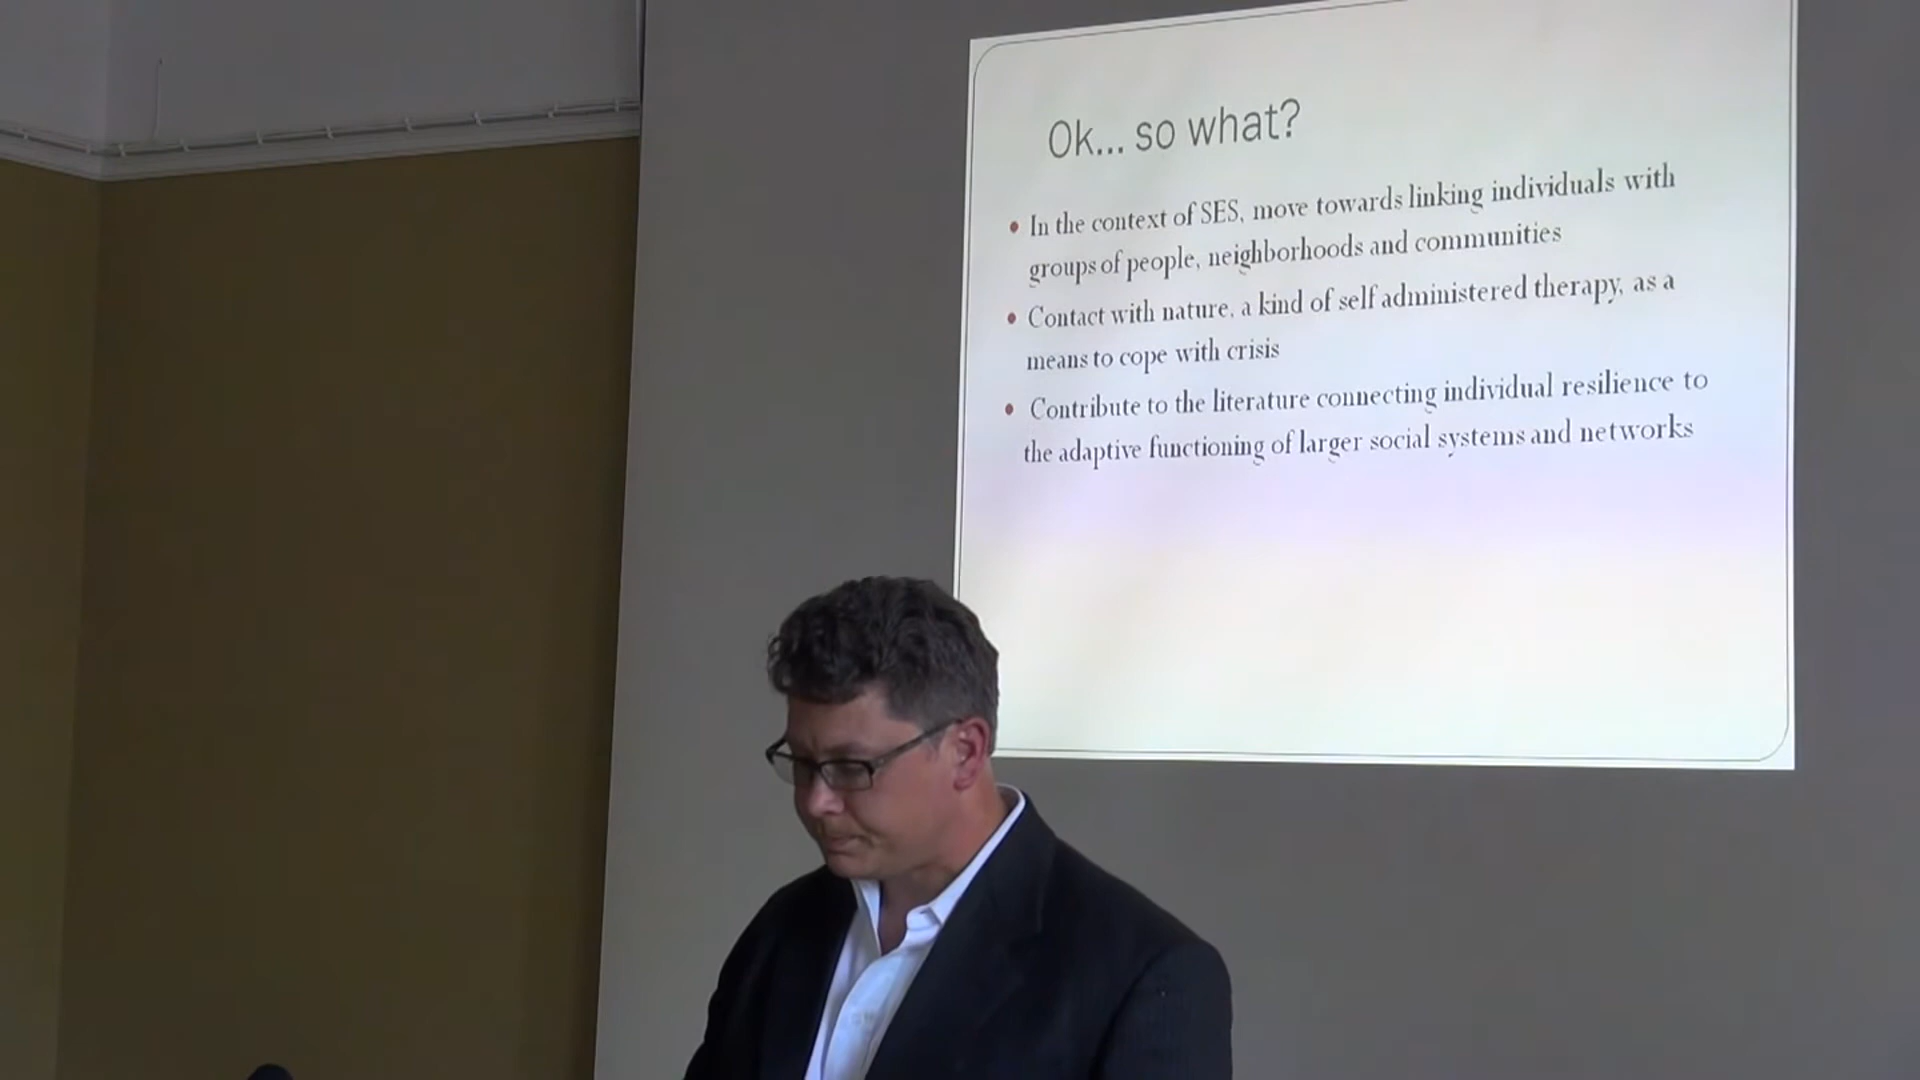 Ok... so what?
• In the context of SES, move towards linking individuals with
groups of people, neighborhoods and communities
• Contact with nature, a kind of self administered therapy, as a
means to cope with crisis
• Contribute to the literature connecting individual resilience to
the adaptive functioning of larger social systems and networks